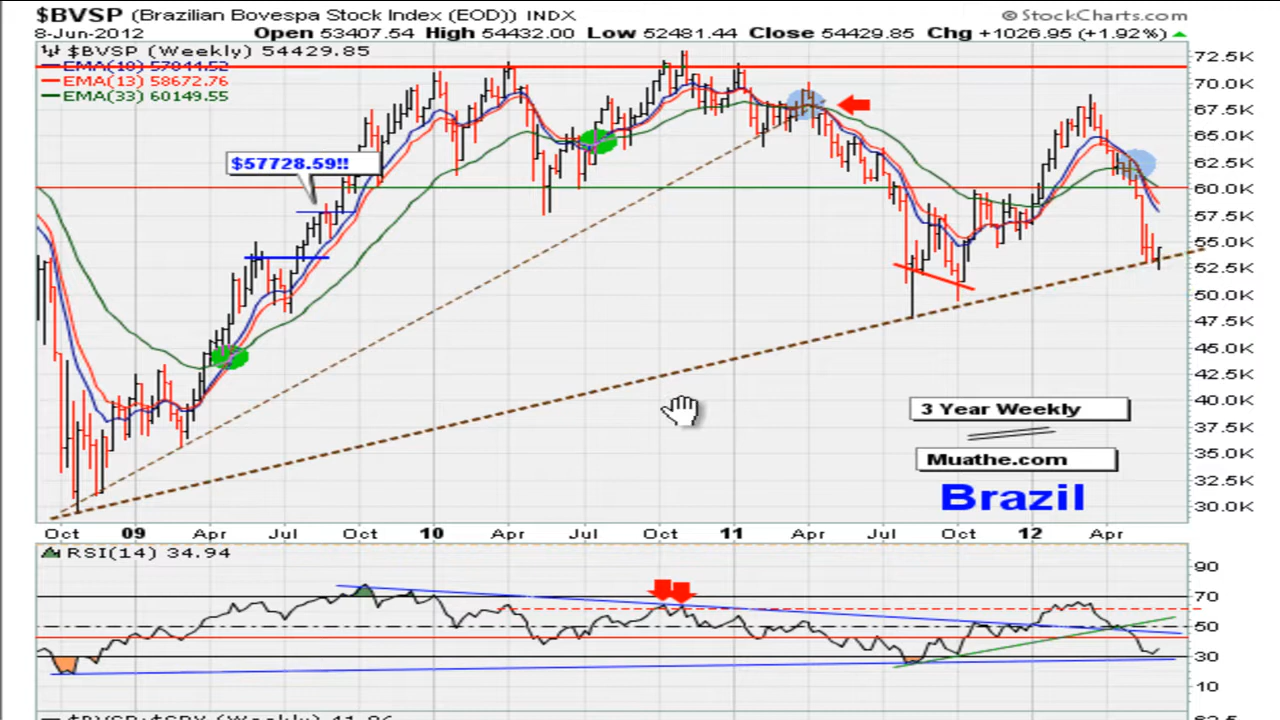 $BVSP (Brazilian Bovespa Stock Index (EOD)) INDX © StockCharts.com
8-Jun-2012 Open 53407.54 High 54432.00 Low 52481.44 Close 54429.85 Chg +1026.95 (+1.92%)
$BVSP (Weekly) 54429.85
EMA(10) 57844.52
EMA(13) 58672.76
EMA(33) 60149.55
$57728.59!!
72.5K
70.0K
67.5K
65.0K
62.5K
60.0K
57.5K
55.0K
52.5K
50.0K
47.5K
45.0K
42.5K
40.0K
37.5K
35.0K
32.5K
30.0K
3 Year Weekly
Muathe.com
Brazil
Oct 09 Apr Jul Oct 10 Apr Jul Oct 11 Apr Jul Oct 12 Apr
RSI(14) 34.94
90
70
50
30
10